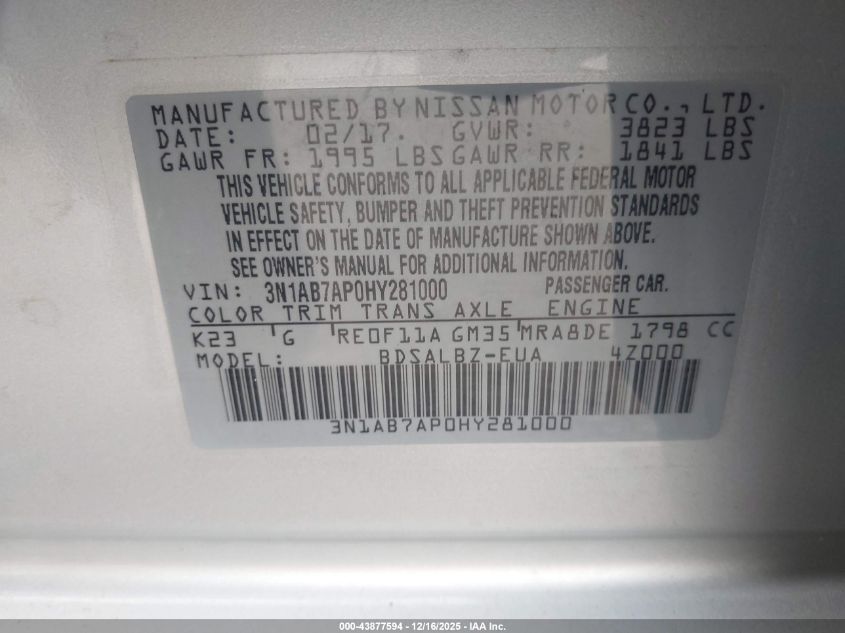 MANUFACTURED BY NISSAN MOTOR CO., LTD.
DATE: 02/17. GVWR: 3823 LBS
GAWR FR: 1995 LBS GAWR RR: 1841 LBS
THIS VEHICLE CONFORMS TO ALL APPLICABLE FEDERAL MOTOR
VEHICLE SAFETY, BUMPER AND THEFT PREVENTION STANDARDS
IN EFFECT ON THE DATE OF MANUFACTURE SHOWN ABOVE.
SEE OWNER'S MANUAL FOR ADDITIONAL INFORMATION.
VIN: 3N1AB7AP0HY281000 PASSENGER CAR.
COLOR TRIM TRANS AXLE ENGINE
K23 G RE0F11A GM35 MRA8DE 1798 CC
MODEL: BDSALBZ-EUA 4Z000
3N1AB7AP0HY281000
000-43877594 - 12/16/2025 - IAA Inc.